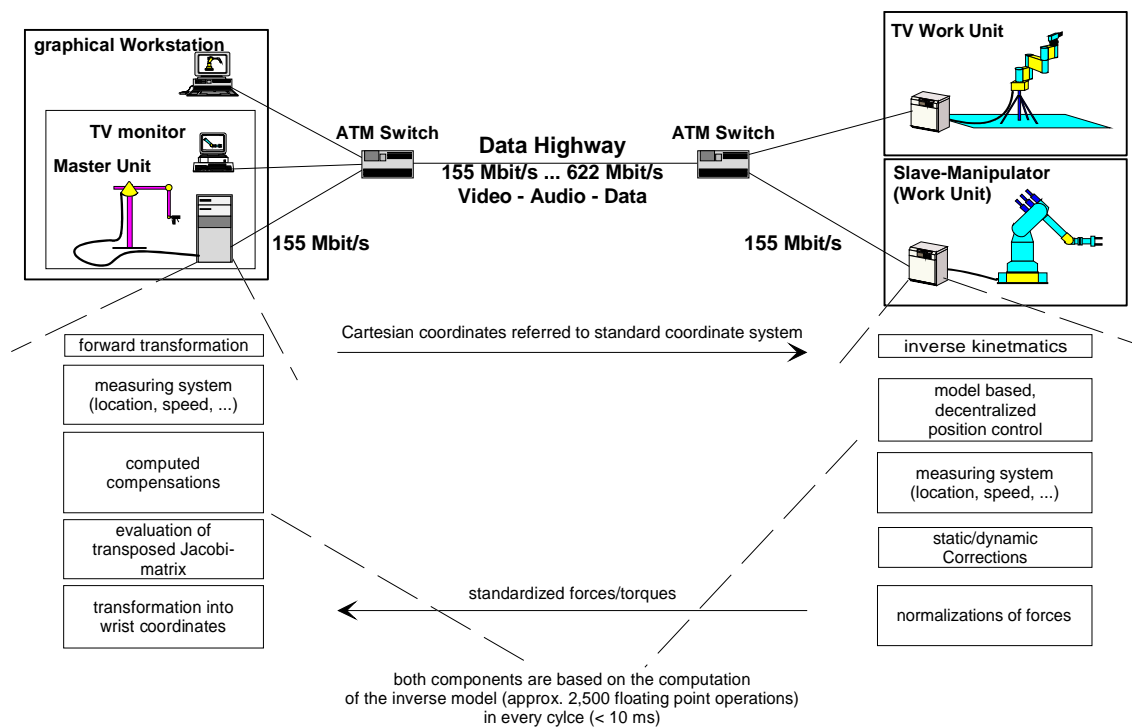 graphical Workstation
TV monitor
Master Unit
ATM Switch
155 Mbit/s
Data Highway
155 Mbit/s ... 622 Mbit/s
Video - Audio - Data
ATM Switch
155 Mbit/s
TV Work Unit
Slave-Manipulator
(Work Unit)
Cartesian coordinates referred to standard coordinate system
forward transformation
measuring system
(location, speed, ...)
computed
compensations
evaluation of
transposed Jacobi-
matrix
transformation into
wrist coordinates
inverse kinetmatics
model based,
decentralized
position control
measuring system
(location, speed, ...)
static/dynamic
Corrections
normalizations of forces
standardized forces/torques
both components are based on the computation
of the inverse model (approx. 2,500 floating point operations)
in every cylce (< 10 ms)